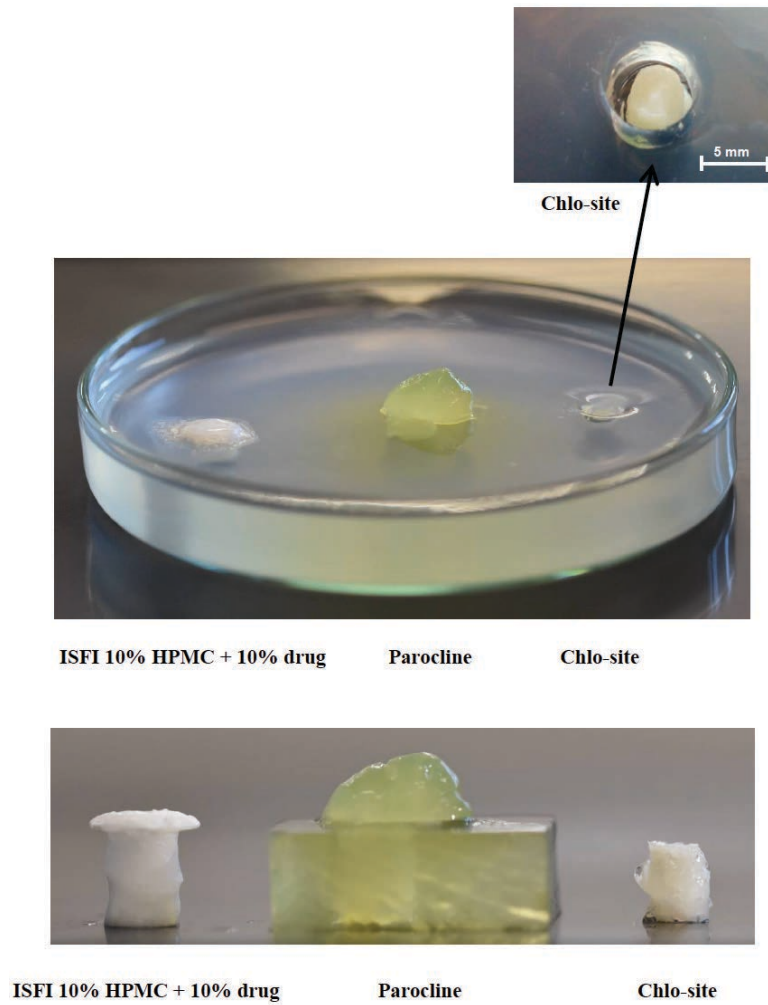 5 mm
Chlo-site
ISFI 10% HPMC + 10% drug Parocline Chlo-site
ISFI 10% HPMC + 10% drug Parocline Chlo-site